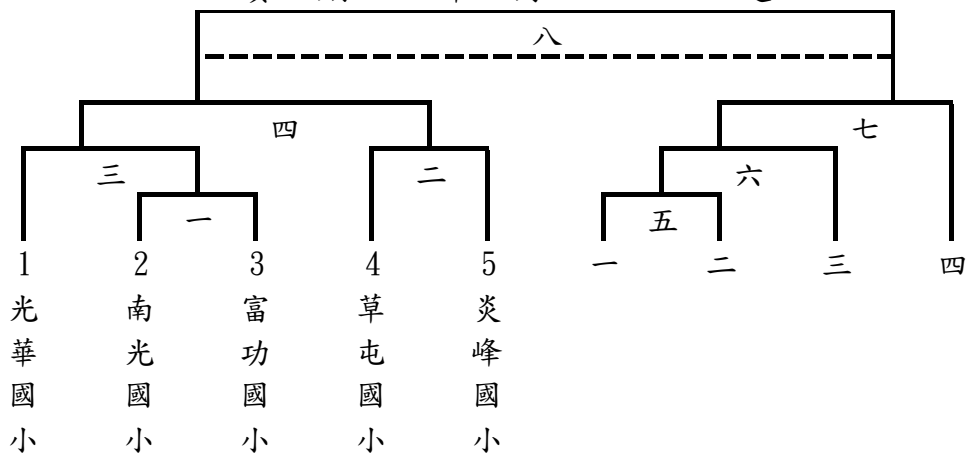 八
四
七
三
二
六
一
五
1 2 3 4 5 一 二 三 四
光華國小
南光國小
富功國小
草屯國小
炎峰國小